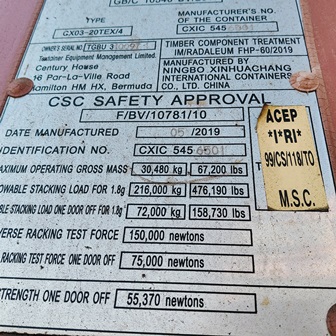 GB/C
TYPE
MANUFACTURER'S NO.
OF THE CONTAINER
CX03-20TEX/4
CXIC 545
OWNER'S SERIAL NO TGBU 3
TIMBER COMPONENT TREATMENT
IM/RADALEUM FHP-60/2019
Textainer Equipment Management Limited
Century House
16 Par-La-Ville Road
Hamilton HM HX, Bermuda
MANUFACTURED BY
NINGBO XINHUACHANG
INTERNATIONAL CONTAINERS
CO., LTD. CHINA
CSC SAFETY APPROVAL
F/BV/10781/10
DATE MANUFACTURED 05/2019
IDENTIFICATION NO. CXIC 545
MAXIMUM OPERATING GROSS MASS 30,480 kg 67,200 lbs
OWABLE STACKING LOAD FOR 1.8g 216,000 kg 476,190 lbs
BLE STACKING LOAD ONE DOOR OFF FOR 1.8g 72,000 kg 158,730 lbs
VERSE RACKING TEST FORCE 150,000 newtons
RACKING TEST FORCE ONE DOOR OFF 75,000 newtons
STRENGTH ONE DOOR OFF 55,370 newtons
ACEP
*I*RI*
99/CS/118/TO
M.S.C.